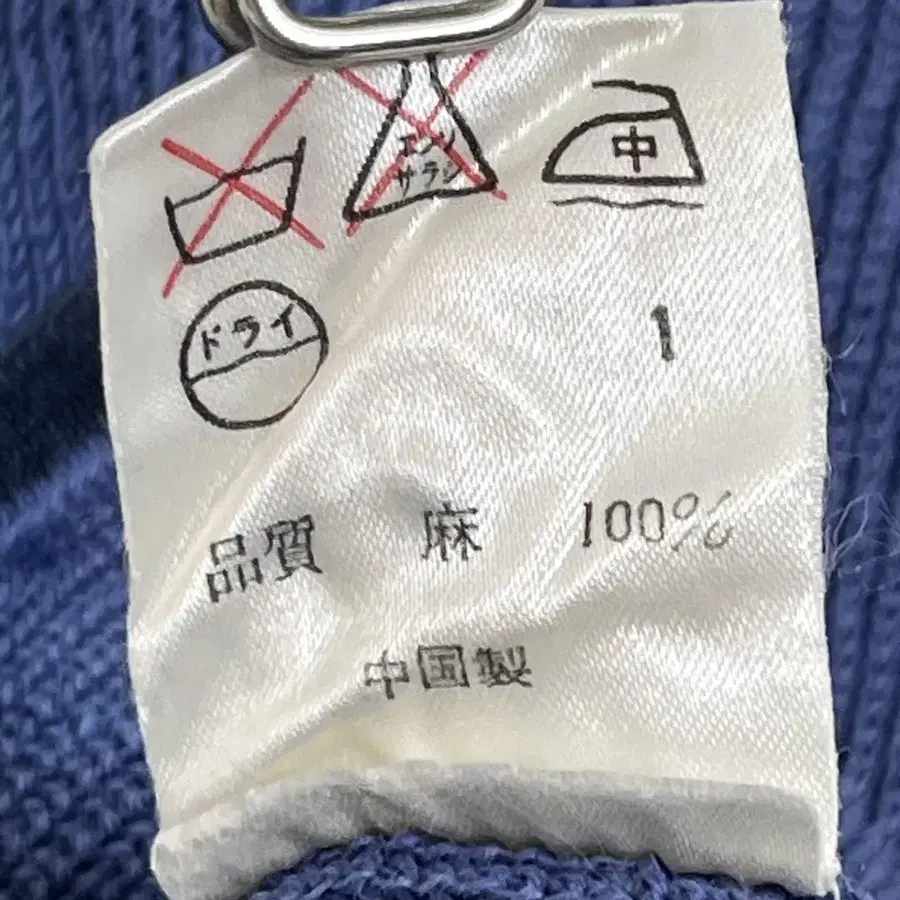 エンソ
サラシ
中
ドライ
1
品質 麻 100%
中国製